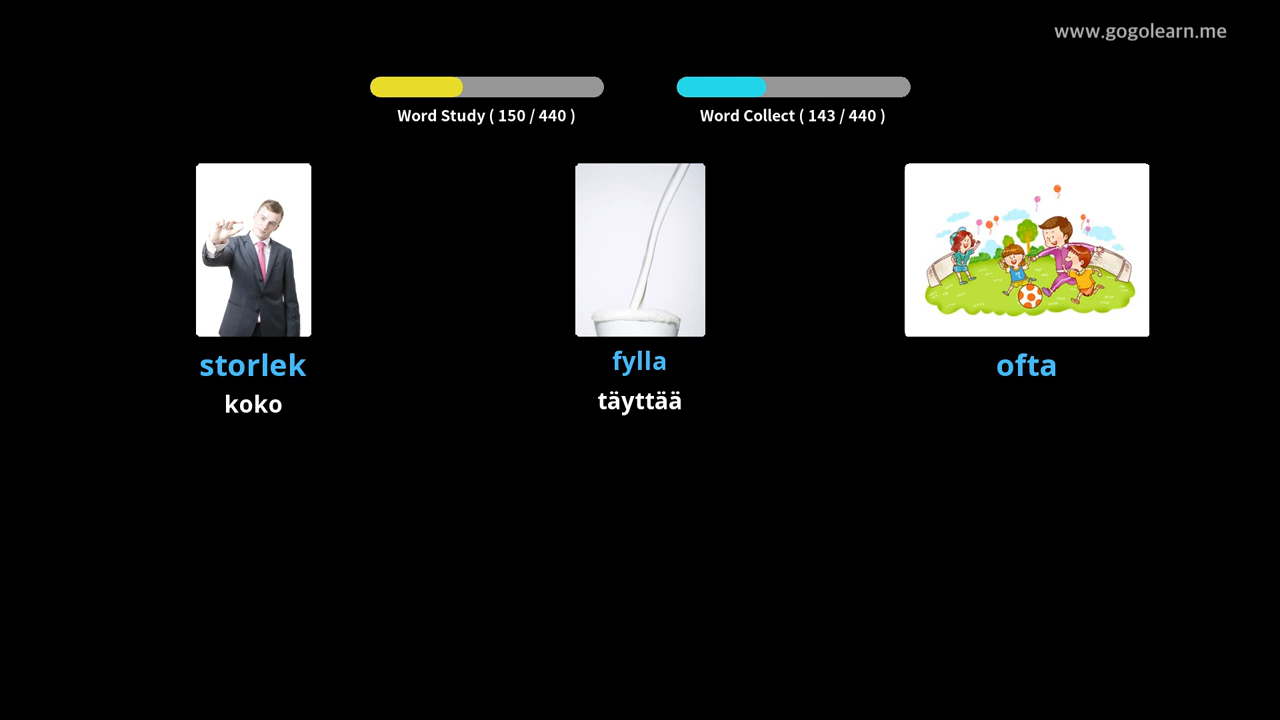 www.gogolearn.me
Word Study ( 150 / 440 )
Word Collect ( 143 / 440 )
storlek
koko
fylla
täyttää
ofta